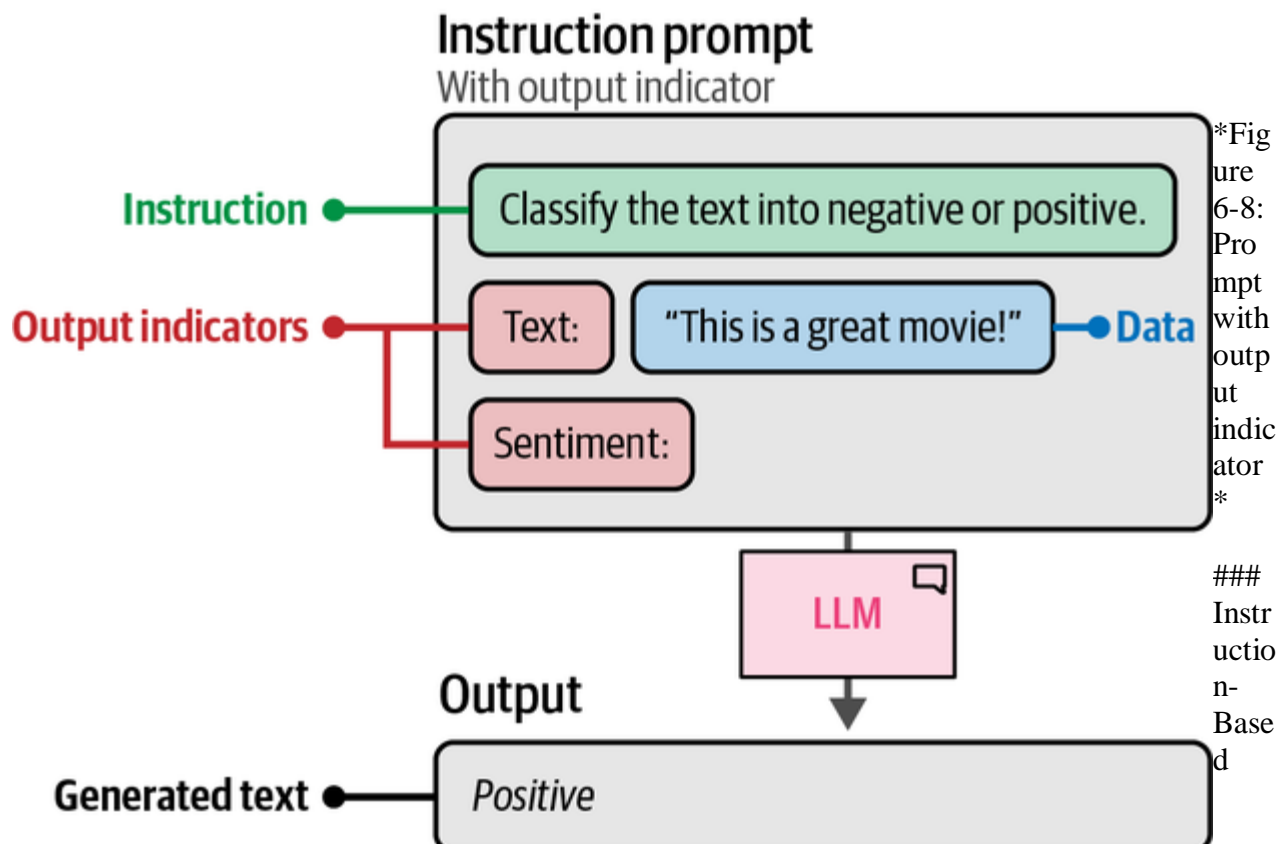 Instruction prompt
With output indicator
Instruction
Classify the text into negative or positive.
Output indicators
Text:
“This is a great movie!”
Data
Sentiment:
LLM
Output
Generated text
Positive
*Fig
ure
6-8:
Pro
mpt
with
outp
ut
indic
ator
*
###
Instr
uctio
n-
Base
d